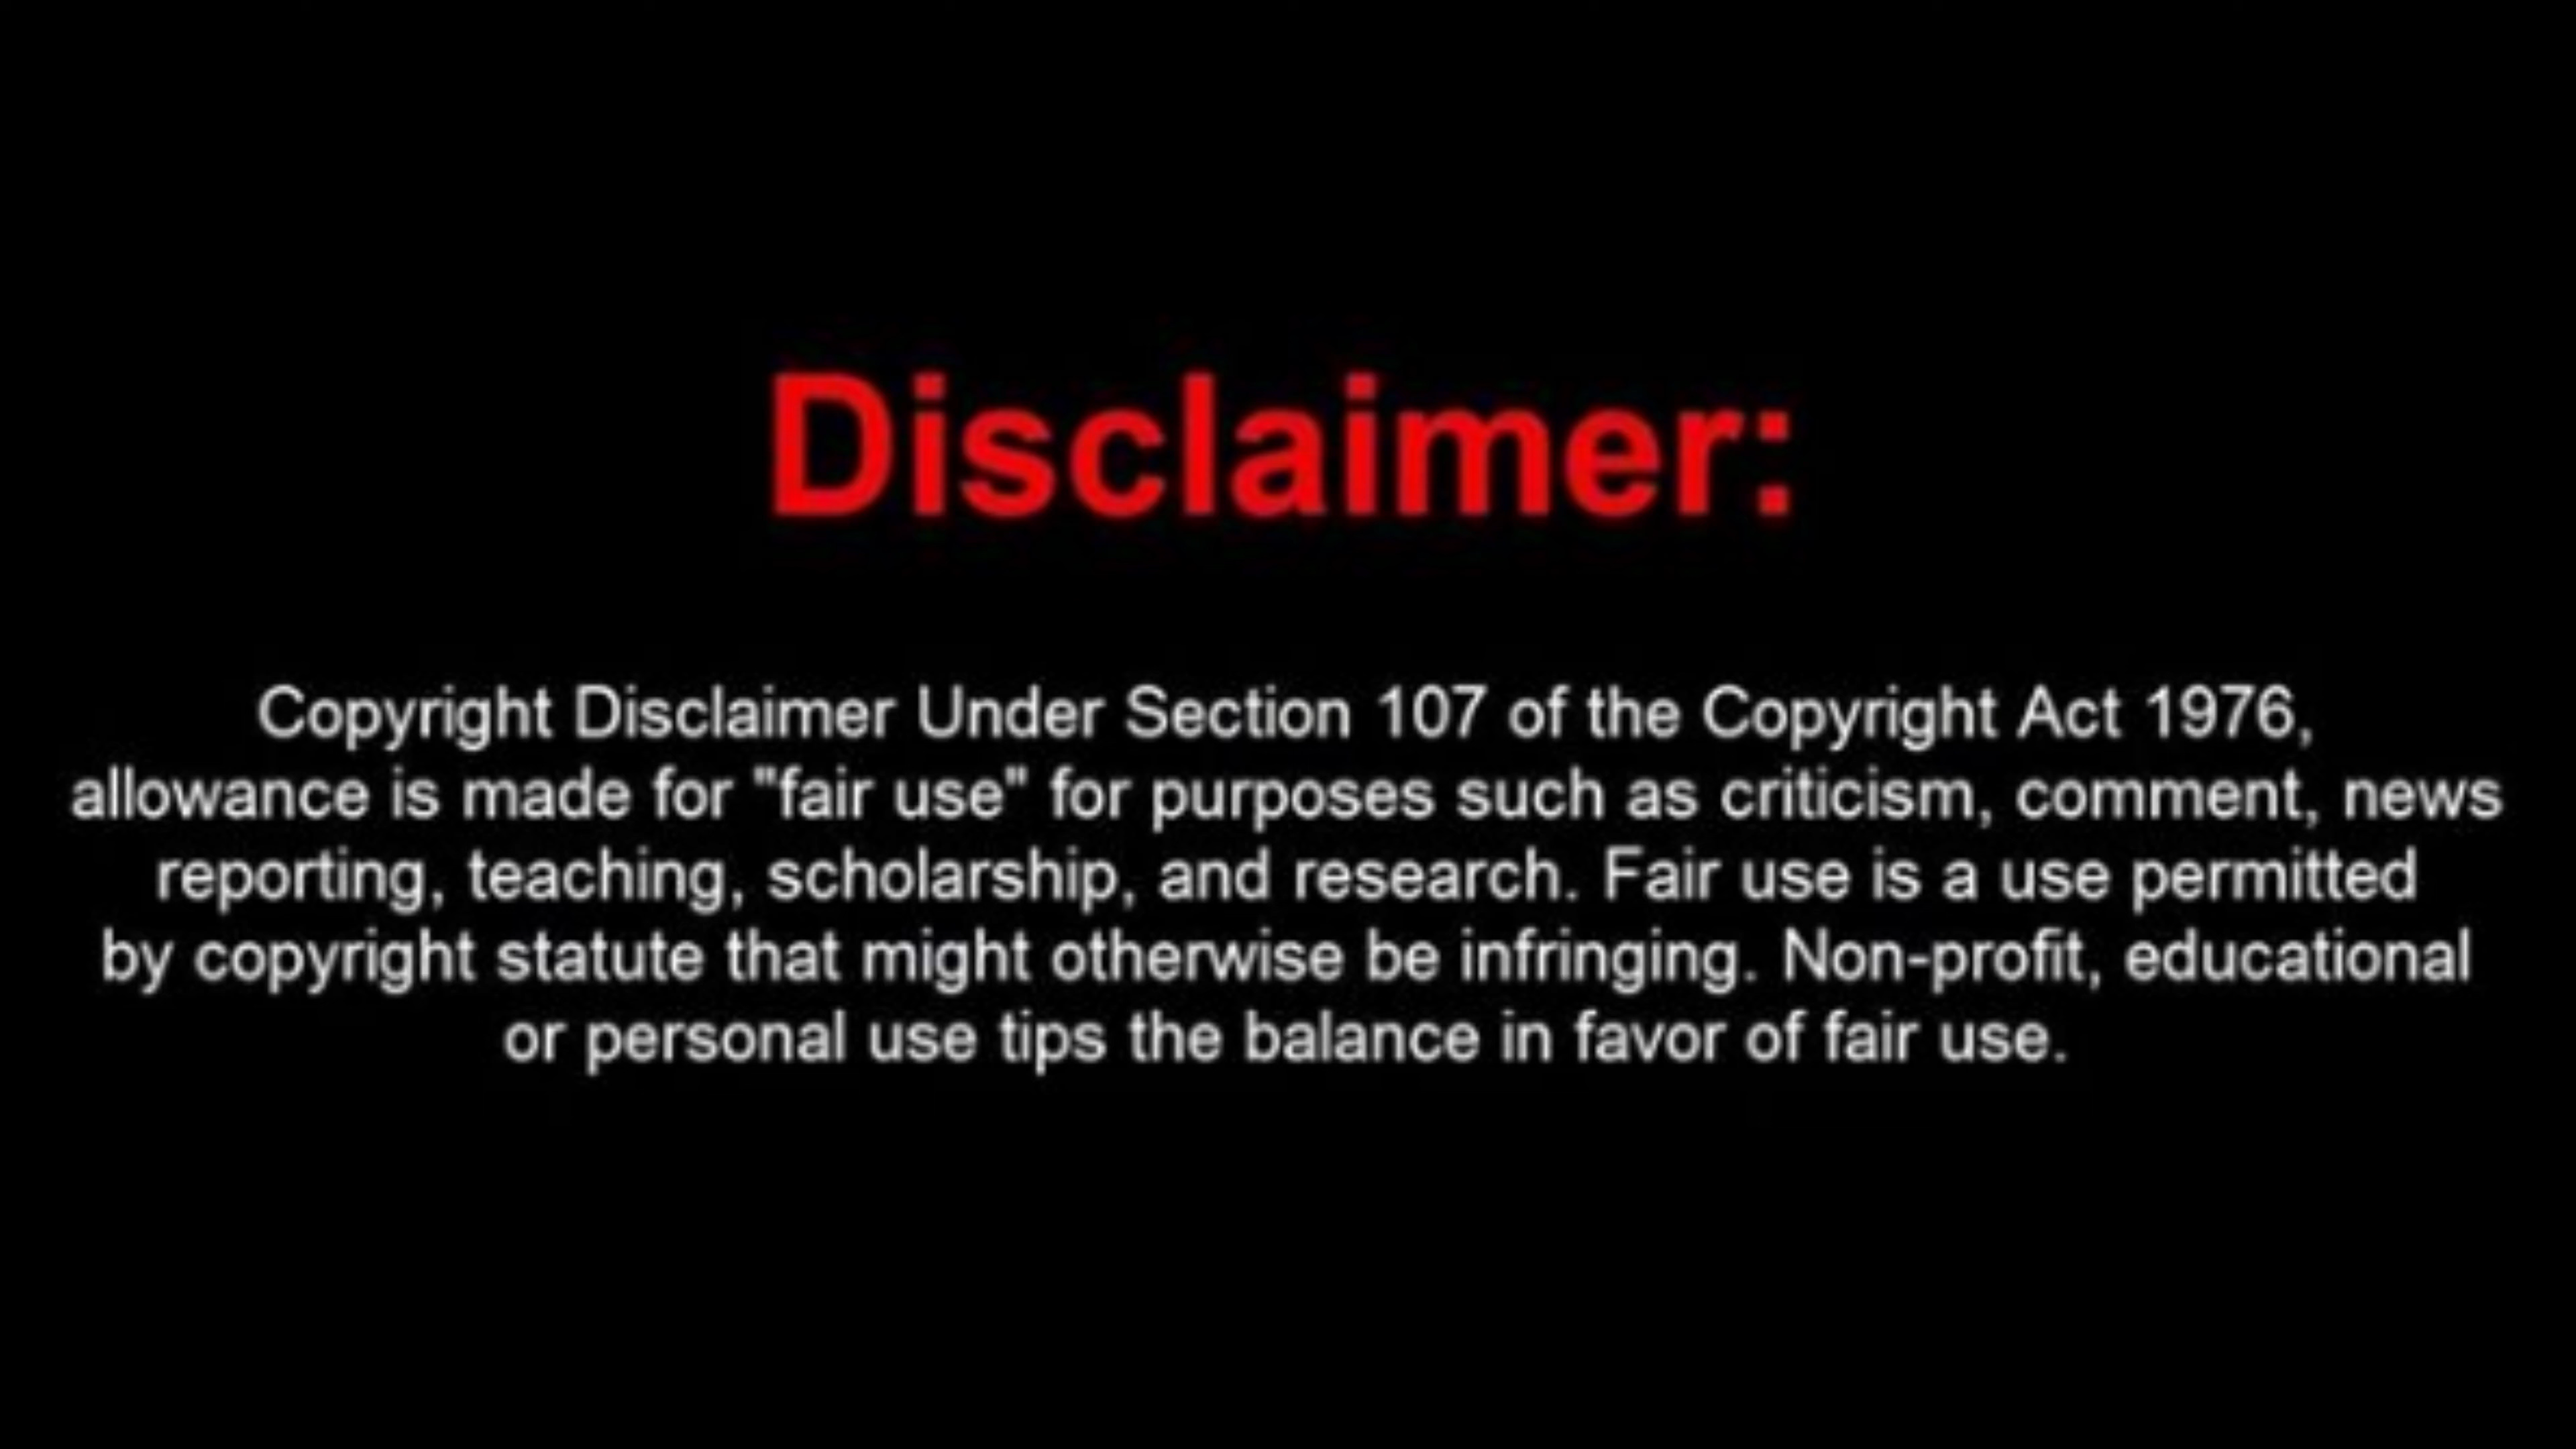 Disclaimer:
Copyright Disclaimer Under Section 107 of the Copyright Act 1976,
allowance is made for "fair use" for purposes such as criticism, comment, news
reporting, teaching, scholarship, and research. Fair use is a use permitted
by copyright statute that might otherwise be infringing. Non-profit, educational
or personal use tips the balance in favor of fair use.